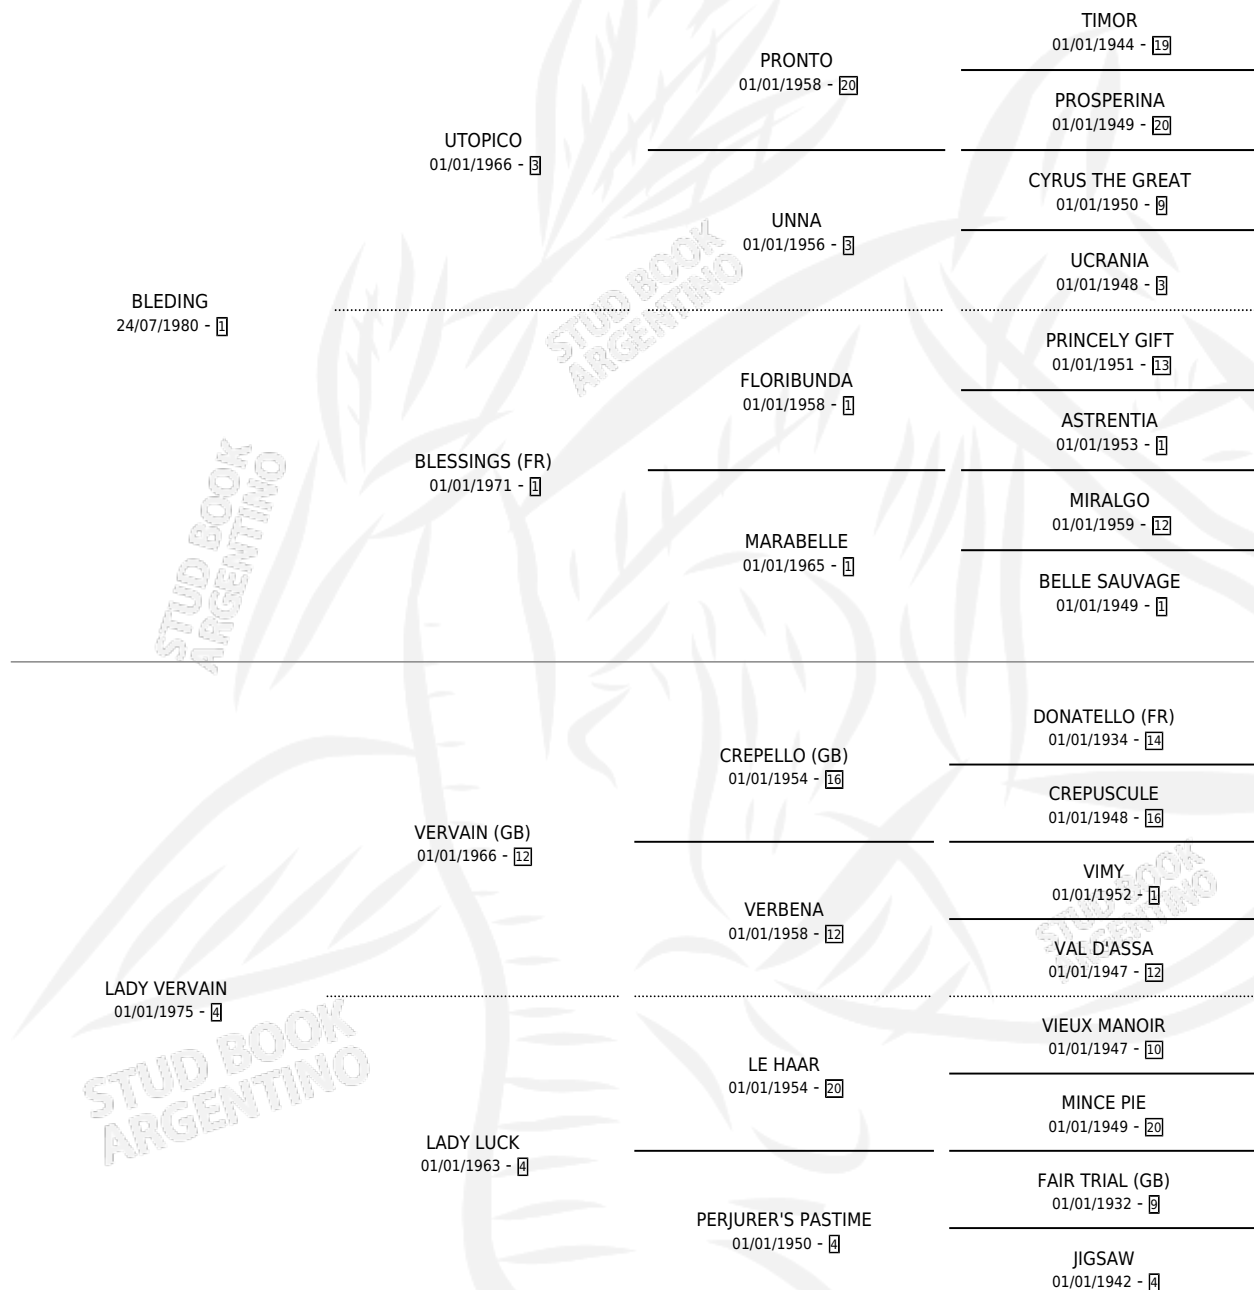 TIMOR
01/01/1944 - 19
PRONTO
01/01/1958 - 20
PROSPERINA
01/01/1949 - 20
UTOPICO
01/01/1966 - 3
CYRUS THE GREAT
01/01/1950 - 9
UNNA
01/01/1956 - 3
UCRANIA
01/01/1948 - 3
BLEDING
24/07/1980 - 1
PRINCELY GIFT
01/01/1951 - 13
FLORIBUNDA
01/01/1958 - 1
ASTRENTIA
01/01/1953 - 1
BLESSINGS (FR)
01/01/1971 - 1
MIRALGO
01/01/1959 - 12
MARABELLE
01/01/1965 - 1
BELLE SAUVAGE
01/01/1949 - 1
DONATELLO (FR)
01/01/1934 - 14
CREPELLO (GB)
01/01/1954 - 16
CREPUSCULE
01/01/1948 - 16
VERVAIN (GB)
01/01/1966 - 12
VIMY
01/01/1952 - 1
VERBENA
01/01/1958 - 12
VAL D'ASSA
01/01/1947 - 12
LADY VERVAIN
01/01/1975 - 4
VIEUX MANOIR
01/01/1947 - 10
LE HAAR
01/01/1954 - 20
MINCE PIE
01/01/1949 - 20
LADY LUCK
01/01/1963 - 4
FAIR TRIAL (GB)
01/01/1932 - 9
PERJURER'S PASTIME
01/01/1950 - 4
JIGSAW
01/01/1942 - 4
STUD BOOK
ARGENTINO
STUD BOOK
ARGENTINO
STUD BOOK
ARGENTINO
STUD BOOK
ARGENTINO